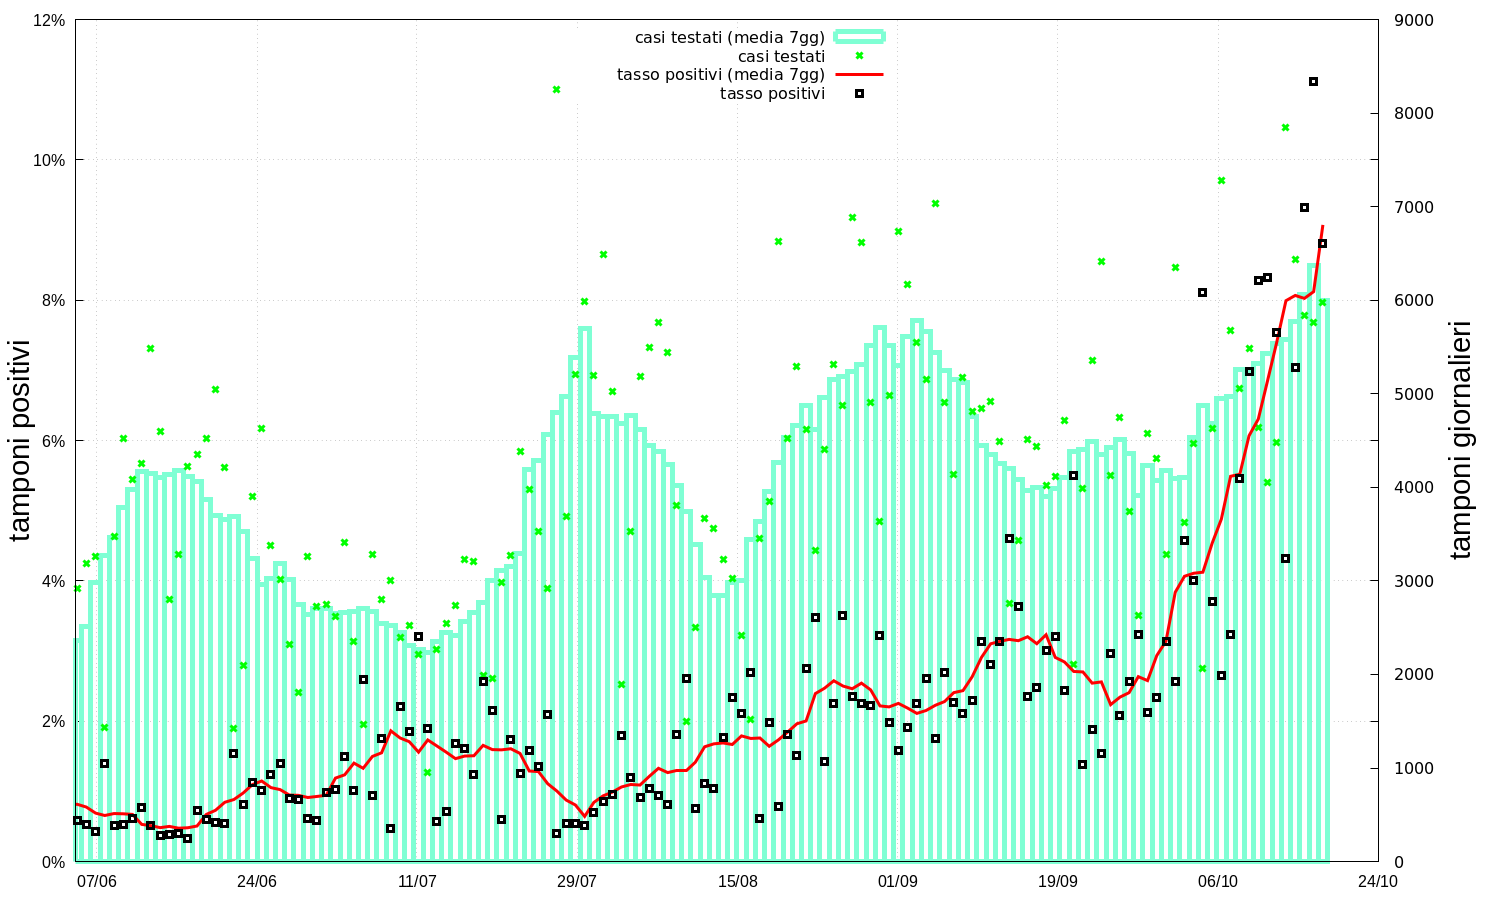 casi testati (media 7gg)
casi testati
tasso positivi (media 7gg)
tasso positivi
12%
10%
8%
6%
4%
2%
0%
tamponi positivi
9000
8000
7000
6000
5000
4000
3000
2000
1000
0
tamponi giornalieri
07/06 24/06 11/07 29/07 15/08 01/09 19/09 06/10 24/10